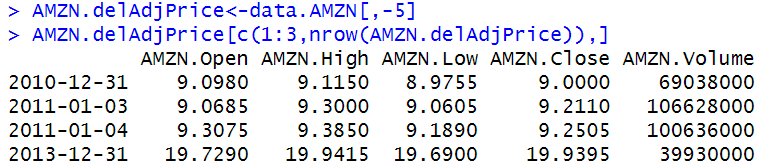 > AMZN.delAdjPrice<-data.AMZN[,-5]
> AMZN.delAdjPrice[c(1:3,nrow(AMZN.delAdjPrice)),]
AMZN.Open AMZN.High AMZN.Low AMZN.Close AMZN.Volume
2010-12-31 9.0980 9.1150 8.9755 9.0000 69038000
2011-01-03 9.0685 9.3000 9.0605 9.2110 106628000
2011-01-04 9.3075 9.3850 9.1890 9.2505 100636000
2013-12-31 19.7290 19.9415 19.6900 19.9395 39930000